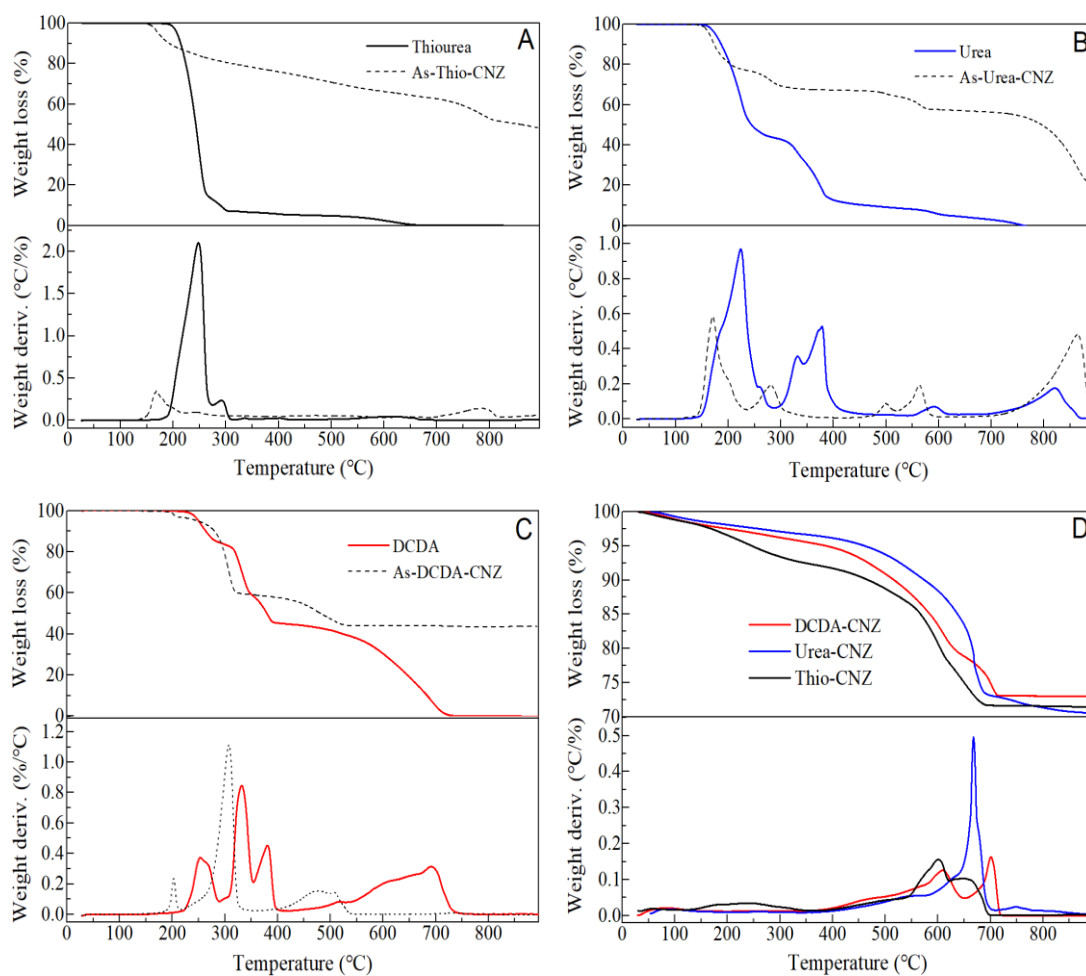 A
Thiourea
As-Thio-CNZ
Weight loss (%)
100
80
60
40
20
0
Weight deriv. (℃/%)
2.0
1.5
1.0
0.5
0.0
0 100 200 300 400 500 600 700 800
Temperature (℃)
B
Urea
As-Urea-CNZ
Weight loss (%)
100
80
60
40
20
0
Weight deriv. (℃/%)
1.0
0.8
0.6
0.4
0.2
0.0
0 100 200 300 400 500 600 700 800
Temperature (℃)
C
DCDA
As-DCDA-CNZ
Weight loss (%)
100
80
60
40
20
0
Weight deriv. (%/℃)
1.2
1.0
0.8
0.6
0.4
0.2
0.0
0 100 200 300 400 500 600 700 800
Temperature (℃)
D
DCDA-CNZ
Urea-CNZ
Thio-CNZ
Weight loss (%)
100
95
90
85
80
75
70
Weight deriv. (℃/%)
0.5
0.4
0.3
0.2
0.1
0.0
0 100 200 300 400 500 600 700 800
Temperature (℃)